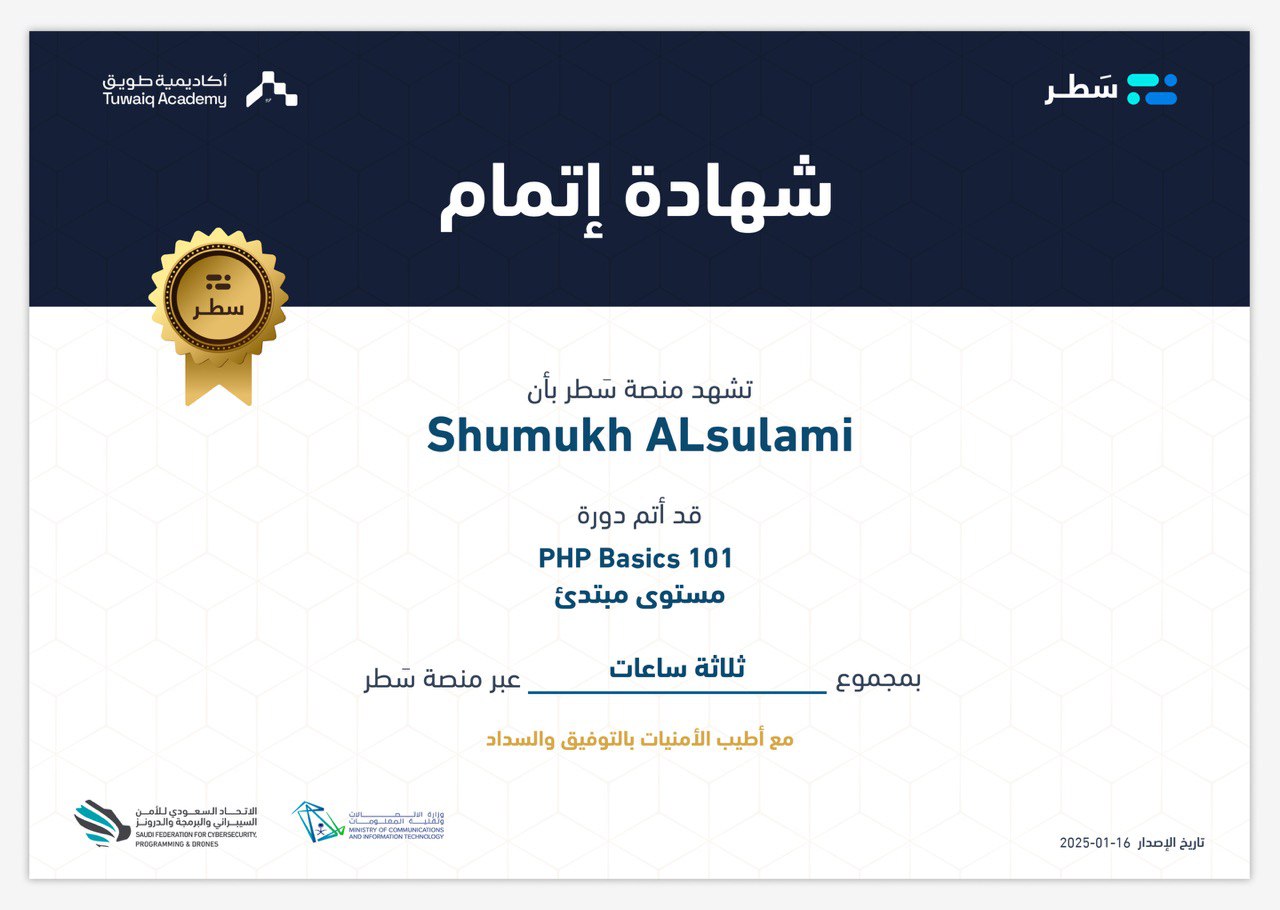 أكاديمية طويق
Tuwaiq Academy
سَطر
شهادة إتمام
سطر
تشهد منصة سَطر بأن
Shumukh ALsulami
قد أتم دورة
PHP Basics 101
مستوى مبتدئ
بمجموع ثلاثة ساعات عبر منصة سَطر
مع أطيب الأمنيات بالتوفيق والسداد
الاتحاد السعودي للأمن
السيبراني والبرمجة والدرونز
SAUDI FEDERATION FOR CYBERSECURITY,
PROGRAMMING & DRONES
وزارة الاتصالات
وتقنية المعلومات
MINISTRY OF COMMUNICATIONS
AND INFORMATION TECHNOLOGY
تاريخ الإصدار 2025-01-16